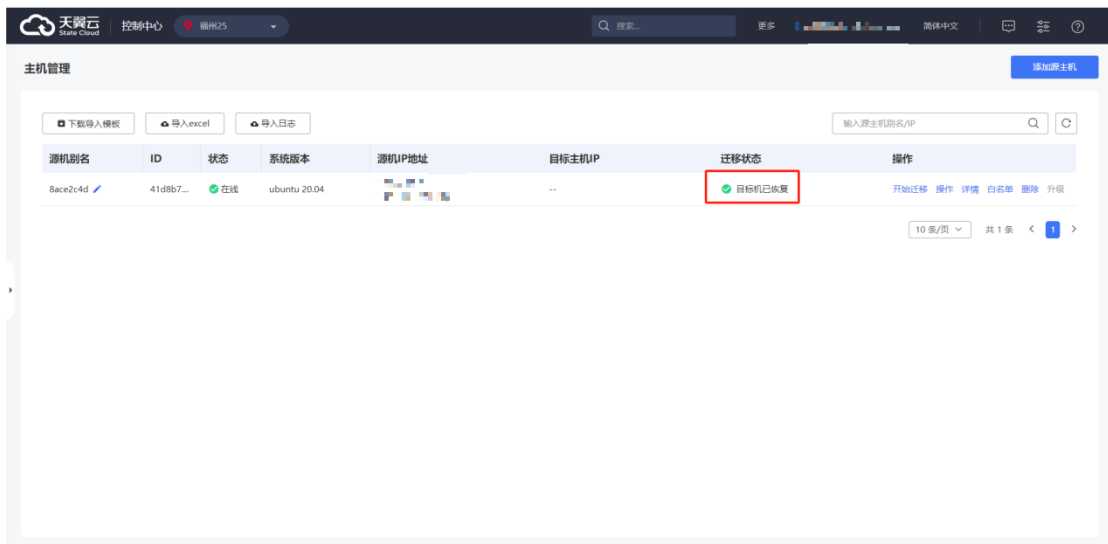 天翼云 State Cloud 控制中心 福州25 搜索... 更多 简体中文
主机管理 添加源主机
下载导入模板 导入excel 导入日志 输入源主机别名/IP
源机别名 ID 状态 系统版本 源机IP地址 目标主机IP 迁移状态 操作
8ace2c4d 41d8b7... 在线 ubuntu 20.04 -- 目标机已恢复 开始迁移 操作 详情 白名单 删除 升级
10 条/页 共 1 条 < 1 >